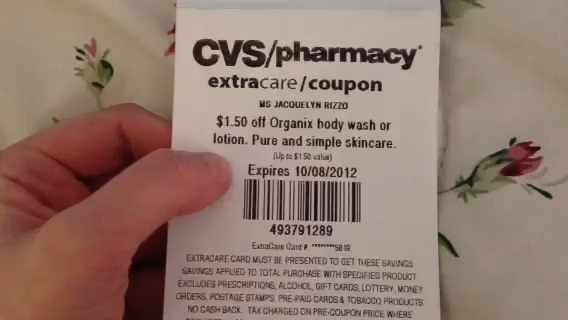 CVS/pharmacy®
extracare/coupon
MS JACQUELYN RIZZO
$1.50 off Organix body wash or
lotion. Pure and simple skincare.
(Up to $1.50 value)
Expires 10/08/2012
493791289
ExtraCare Card #: ********5819
EXTRACARE CARD MUST BE PRESENTED TO GET THESE SAVINGS
SAVINGS APPLIED TO TOTAL PURCHASE WITH SPECIFIED PRODUCT
EXCLUDES PRESCRIPTIONS, ALCOHOL, GIFT CARDS, LOTTERY, MONEY
ORDERS, POSTAGE STAMPS, PRE-PAID CARDS & TOBACCO PRODUCTS
NO CASH BACK. TAX CHARGED ON PRE-COUPON PRICE WHERE